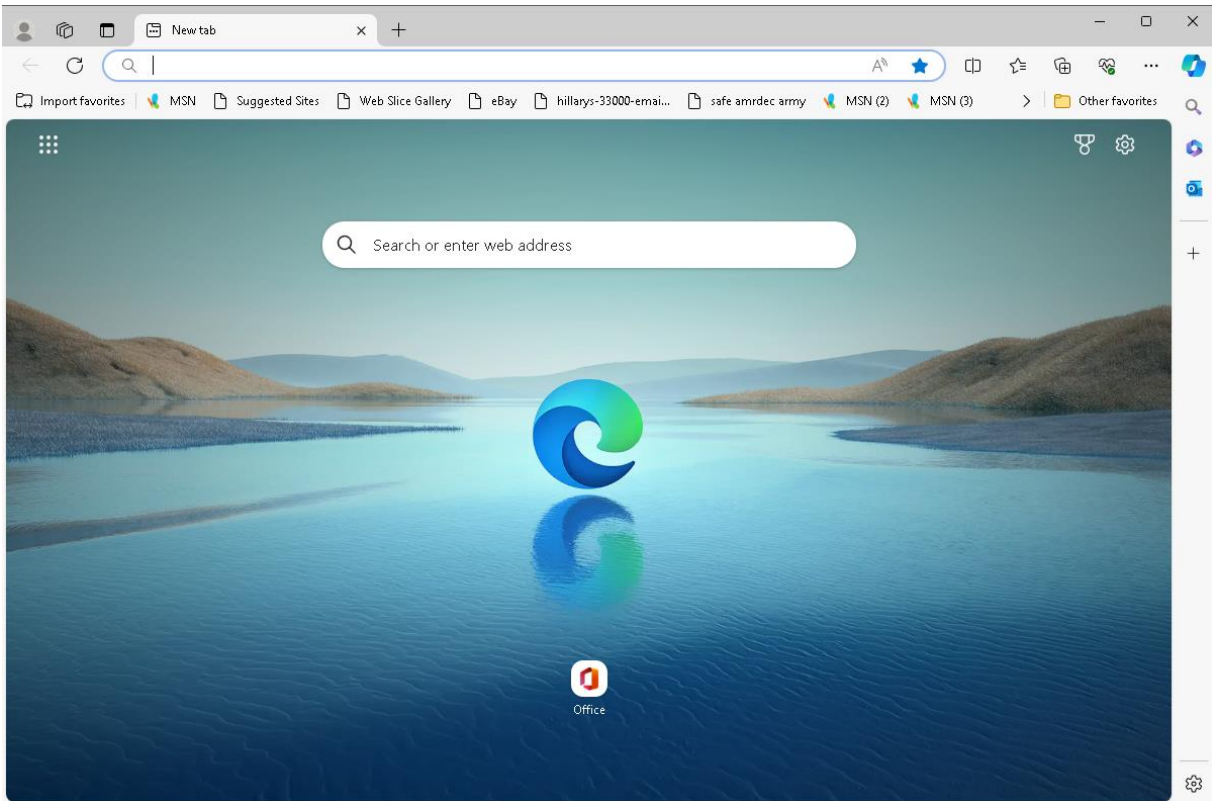 New tab
Import favorites MSN Suggested Sites Web Slice Gallery eBay hillarys-33000-emai... safe amrdec army MSN (2) MSN (3) Other favorites
Search or enter web address
Office